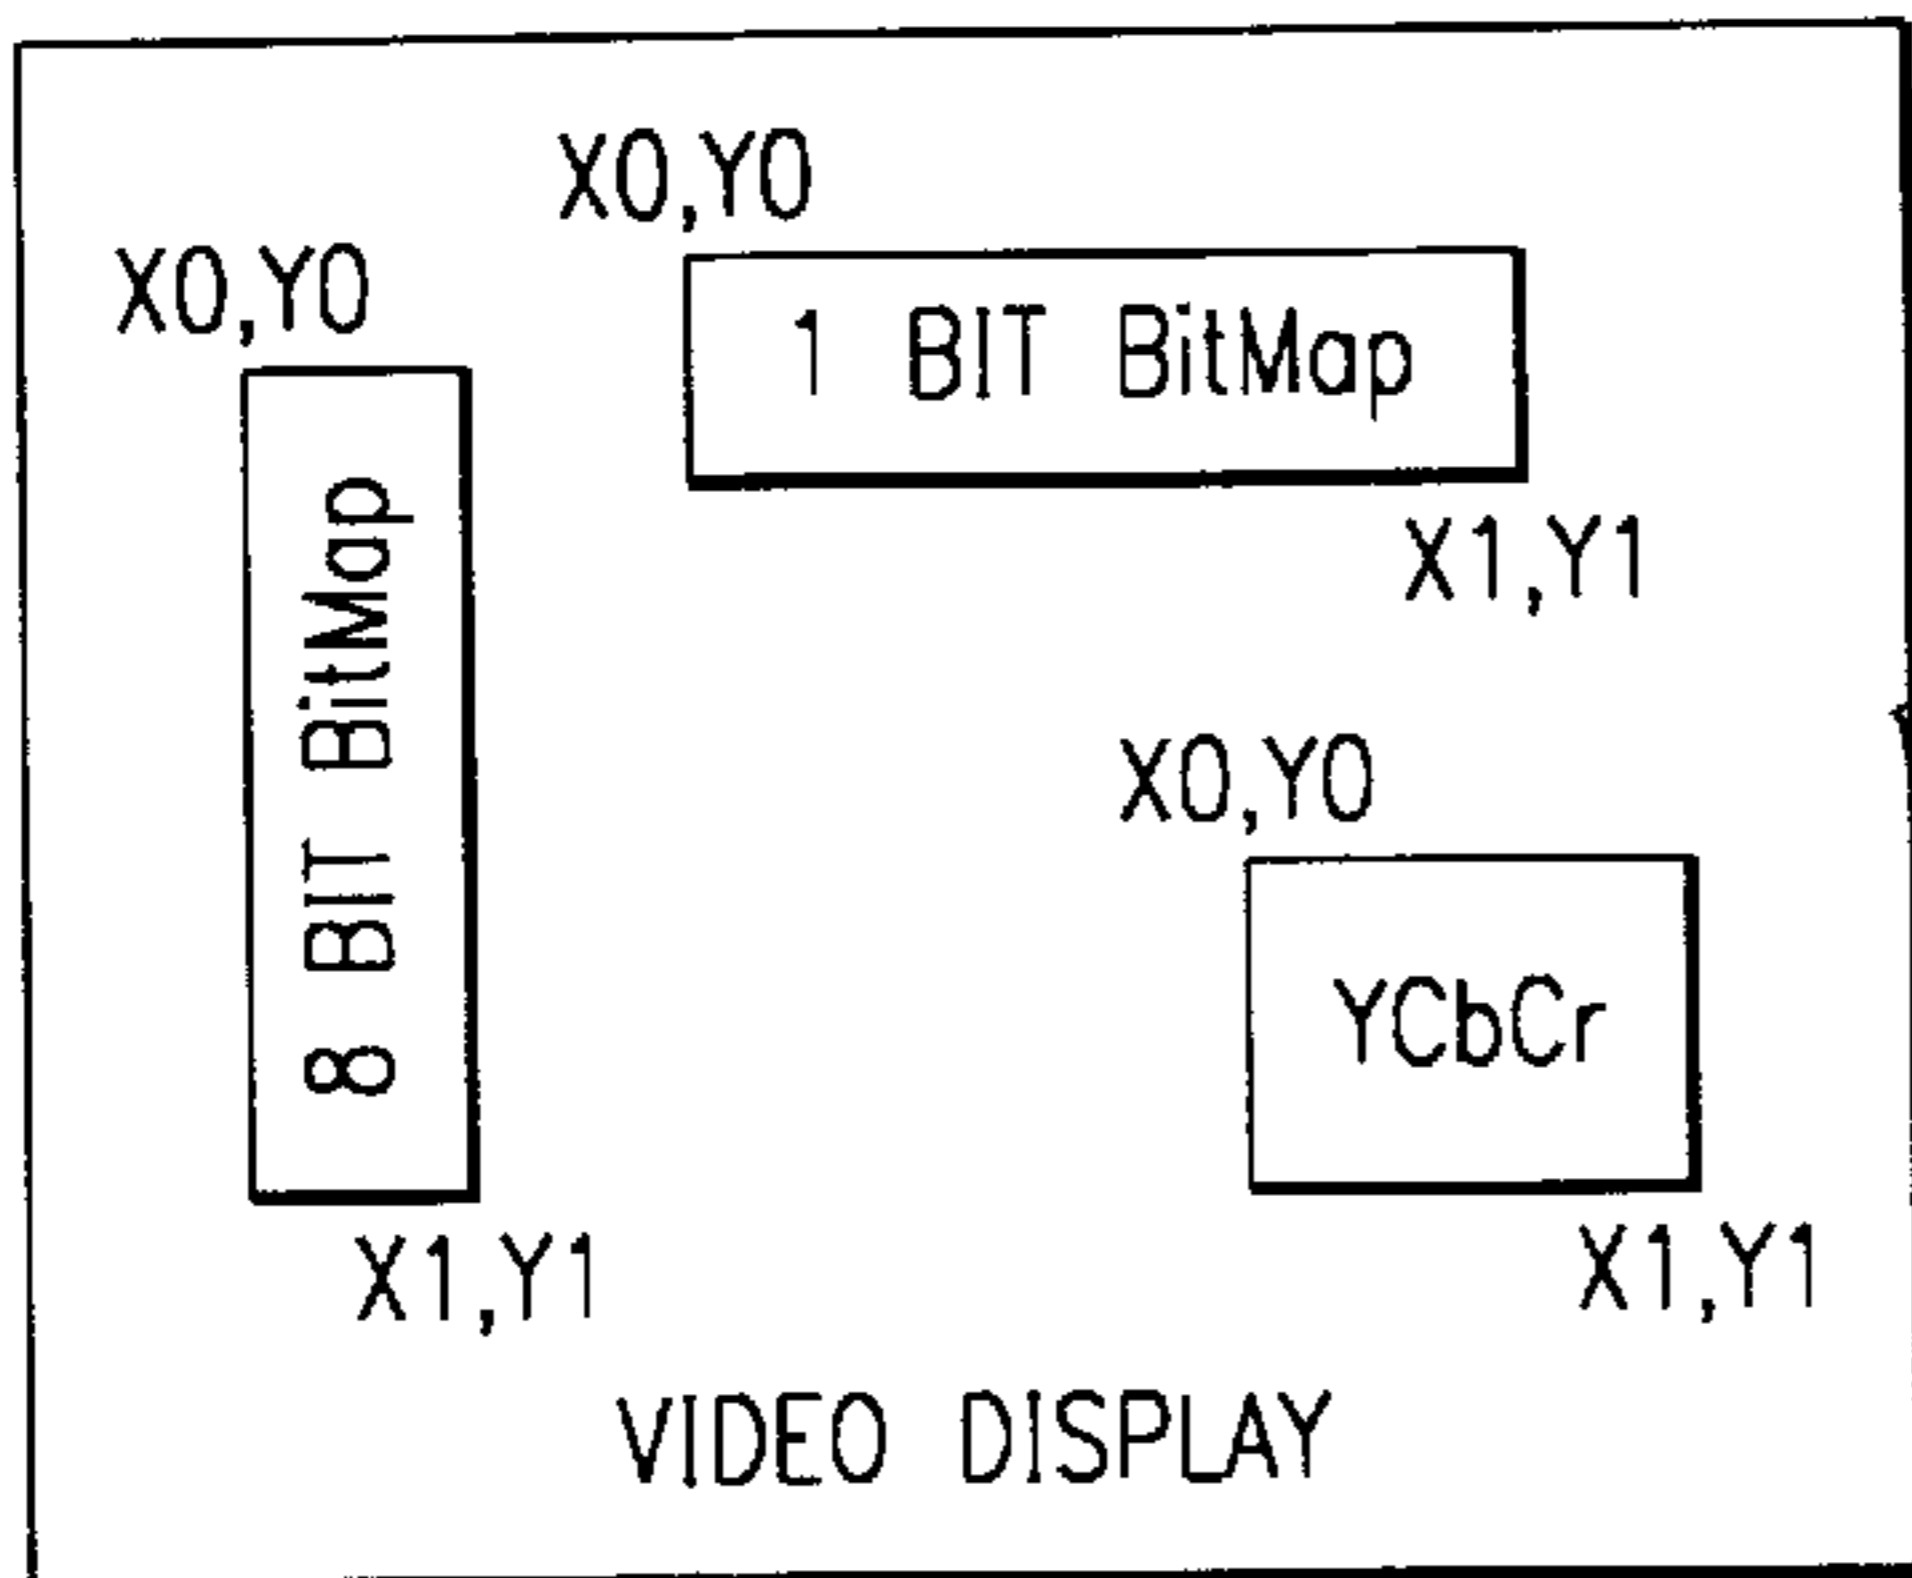 X0,Y0
1 BIT BitMap
X1,Y1
X0,Y0
8 BIT BitMap
X1,Y1
X0,Y0
YCbCr
X1,Y1
VIDEO DISPLAY